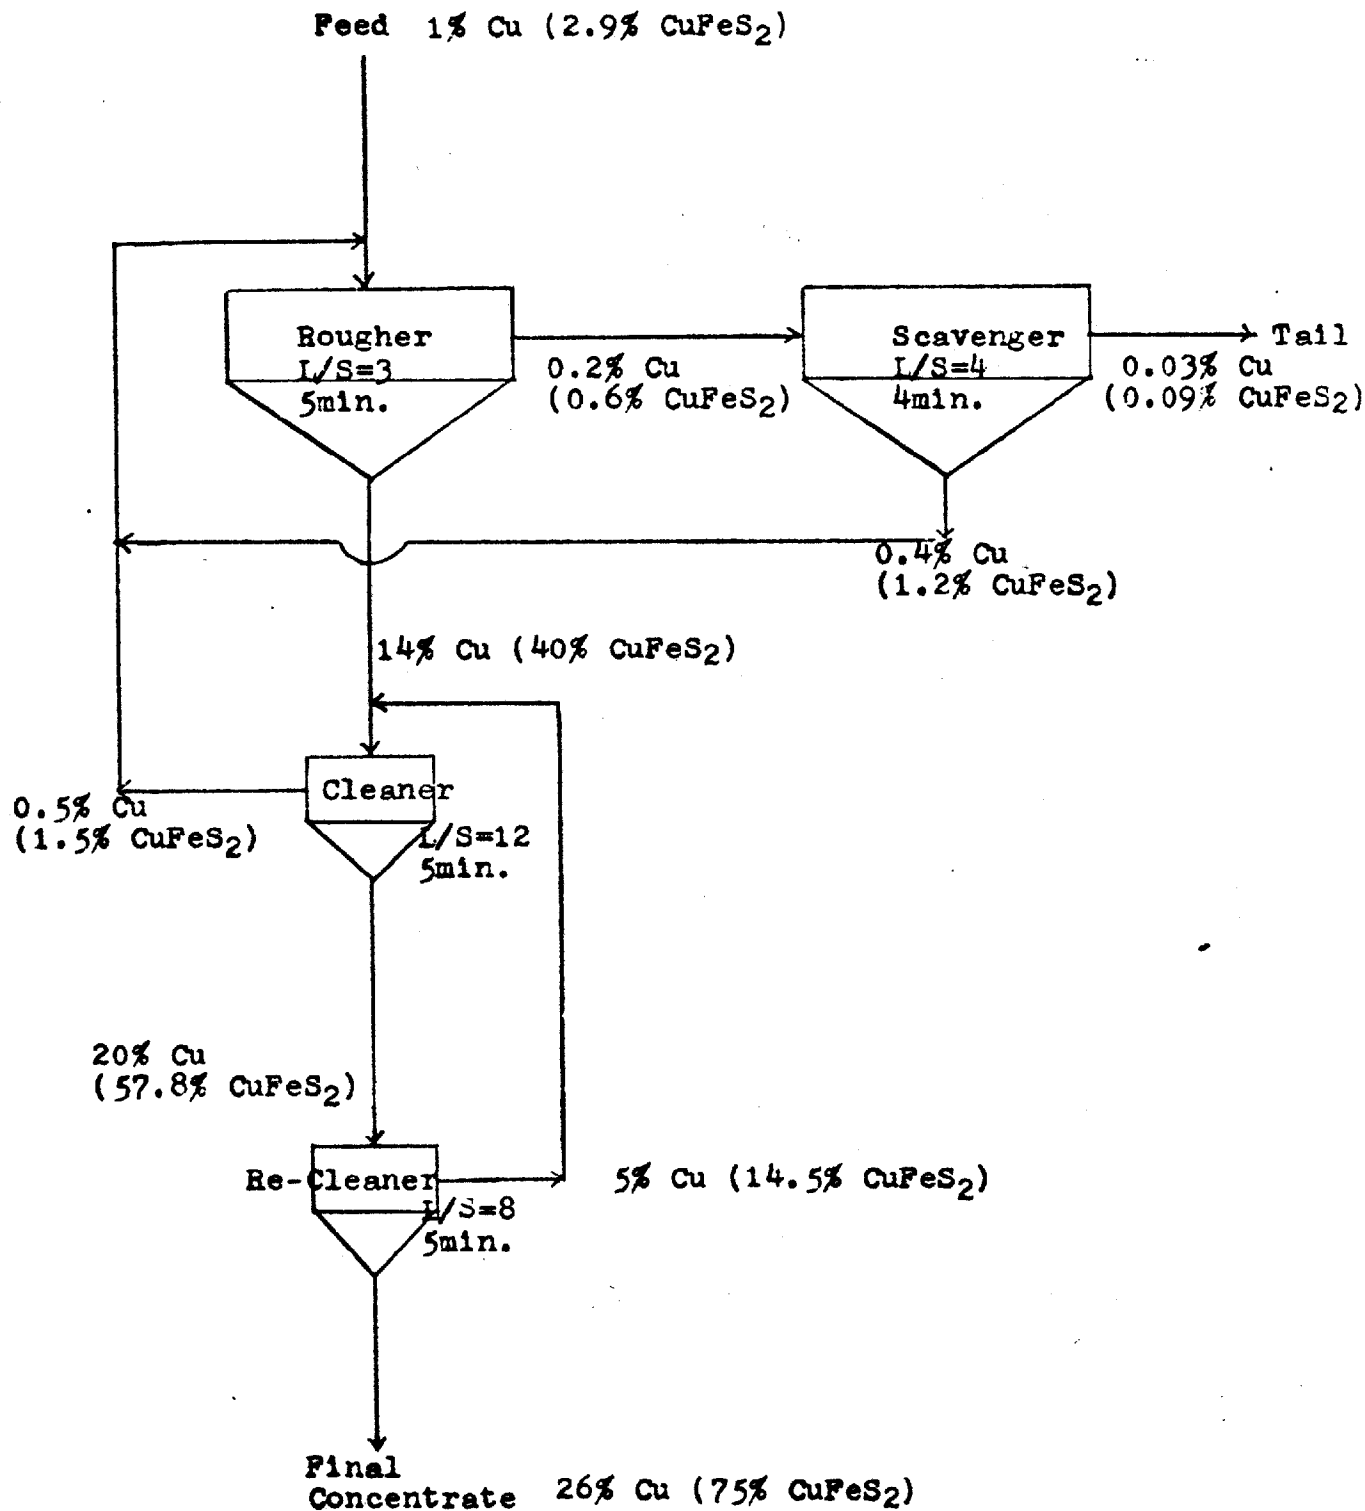 Feed 1% Cu (2.9% CuFeS₂)
Rougher
L/S=3
5min.
0.2% Cu
(0.6% CuFeS₂)
Scavenger
L/S=4
4min.
Tail
0.03% Cu
(0.09% CuFeS₂)
0.4% Cu
(1.2% CuFeS₂)
14% Cu (40% CuFeS₂)
Cleaner
L/S=12
5min.
0.5% Cu
(1.5% CuFeS₂)
20% Cu
(57.8% CuFeS₂)
Re-Cleaner
L/S=8
5min.
5% Cu (14.5% CuFeS₂)
Final
Concentrate 26% Cu (75% CuFeS₂)